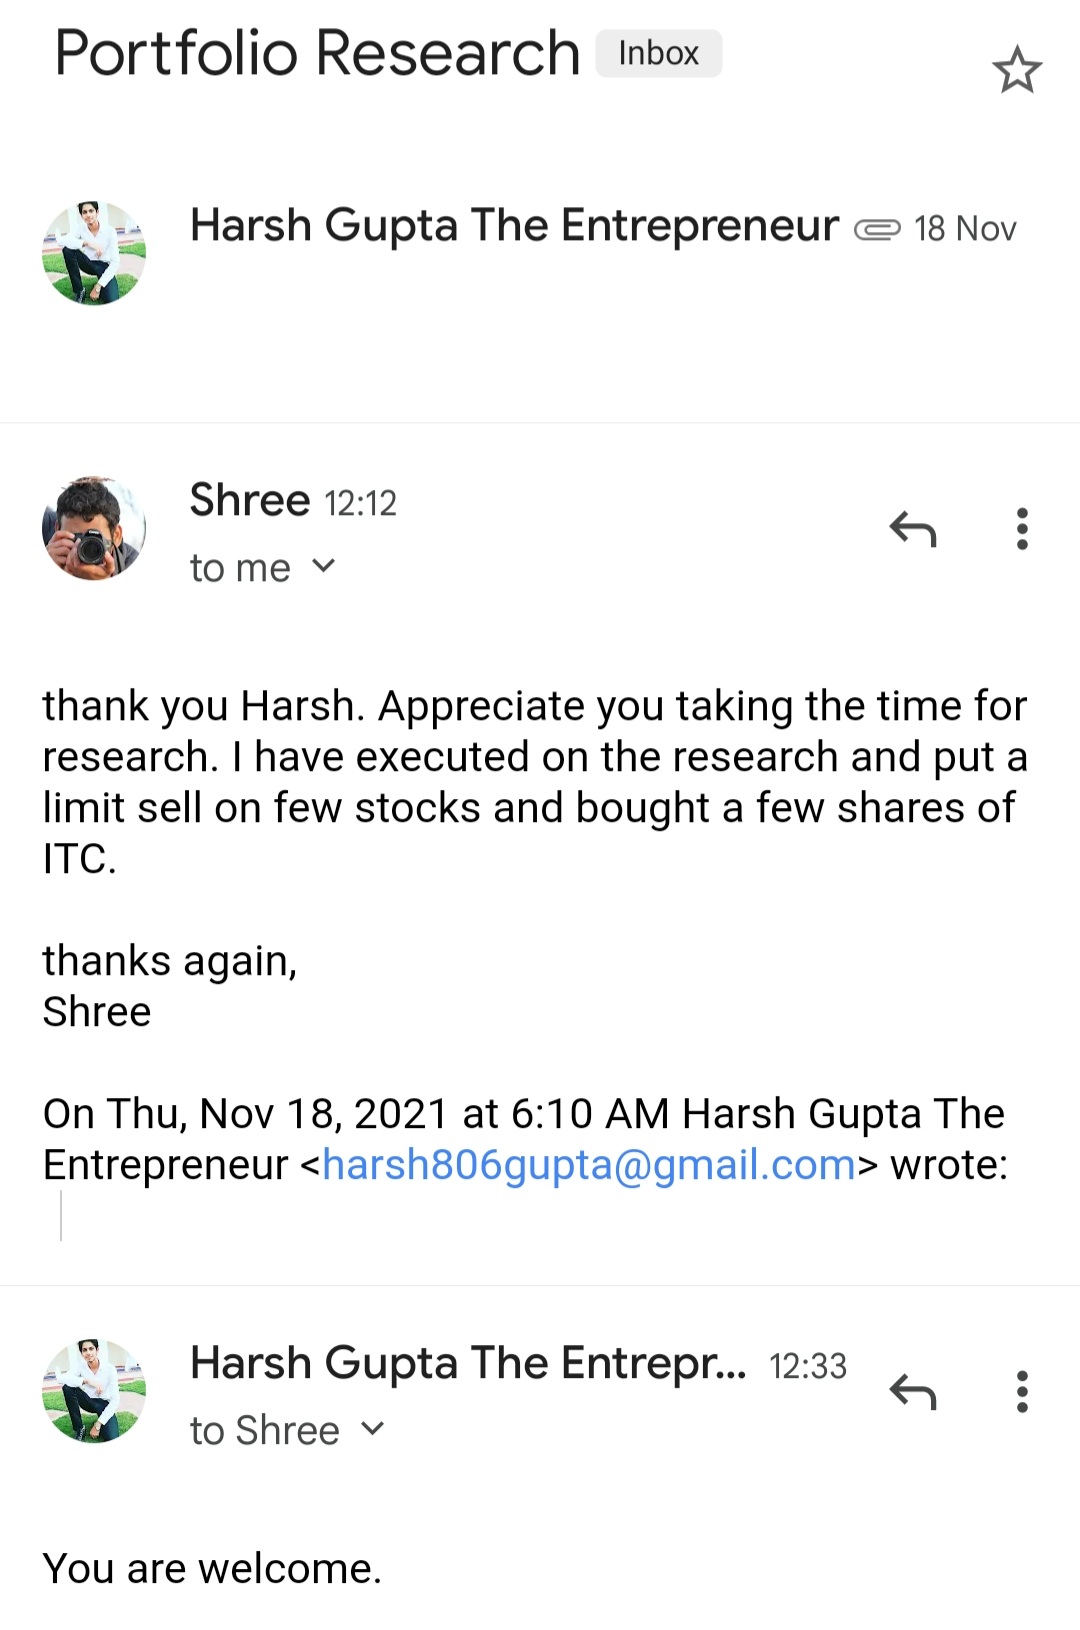 Portfolio Research Inbox
Harsh Gupta The Entrepreneur 18 Nov
Shree 12:12
to me
thank you Harsh. Appreciate you taking the time for
research. I have executed on the research and put a
limit sell on few stocks and bought a few shares of
ITC.
thanks again,
Shree
On Thu, Nov 18, 2021 at 6:10 AM Harsh Gupta The
Entrepreneur <harsh806gupta@gmail.com> wrote:
Harsh Gupta The Entrepr... 12:33
to Shree
You are welcome.